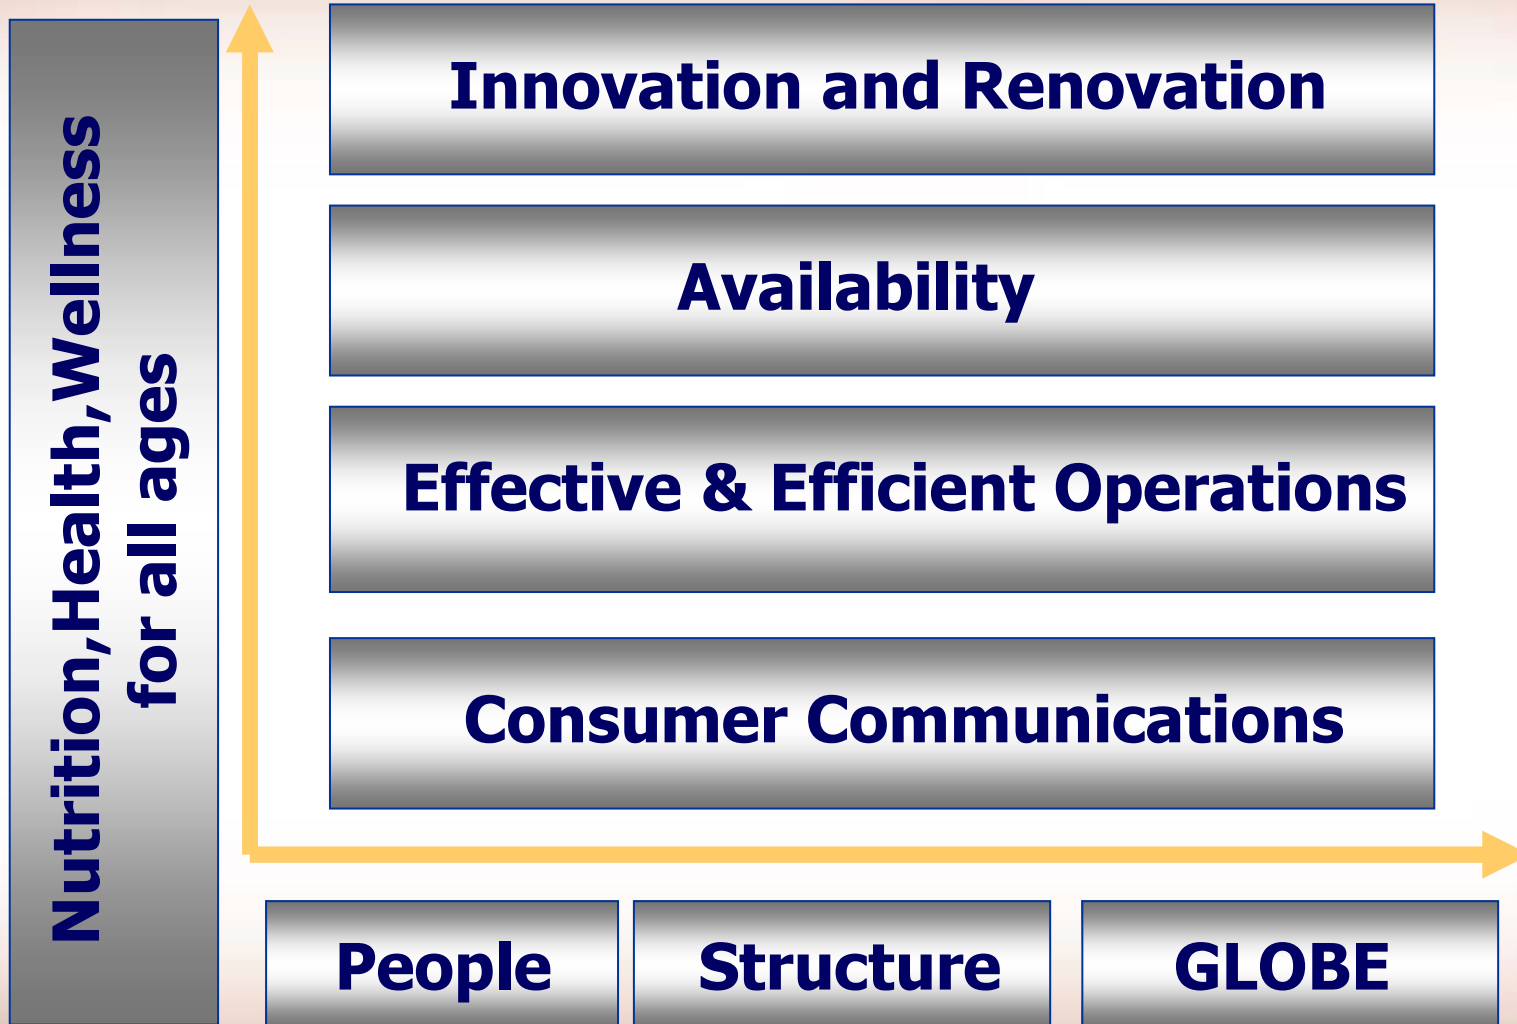 Nutrition,Health,Wellness
for all ages
Innovation and Renovation
Availability
Effective & Efficient Operations
Consumer Communications
People
Structure
GLOBE